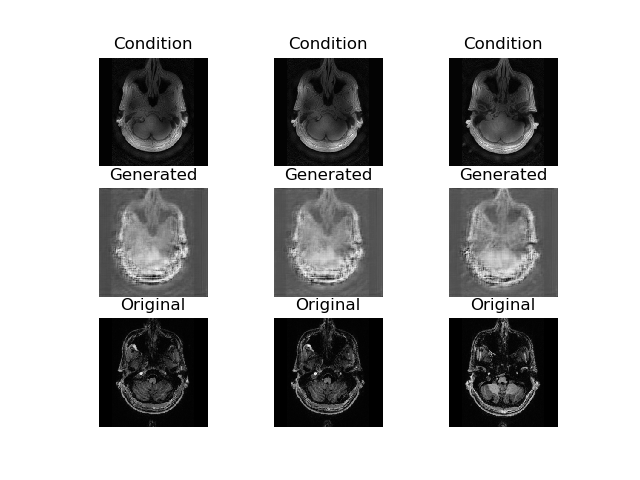 Condition Condition Condition
Generated Generated Generated
Original Original Original